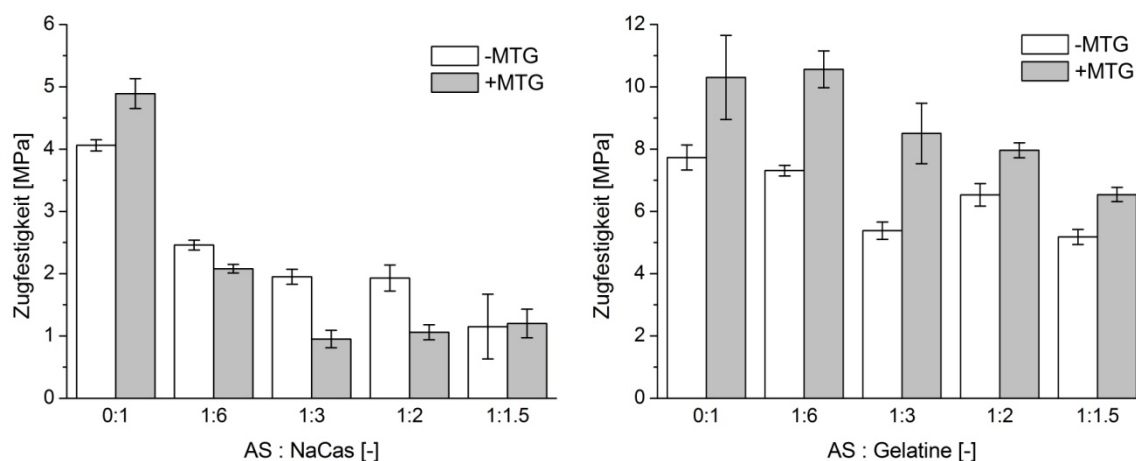 6
5
4
3
2
1
0
Zugfestigkeit [MPa]
-MTG
+MTG
0:1 1:6 1:3 1:2 1:1.5
AS : NaCas [-]
12
10
8
6
4
2
0
Zugfestigkeit [MPa]
-MTG
+MTG
0:1 1:6 1:3 1:2 1:1.5
AS : Gelatine [-]